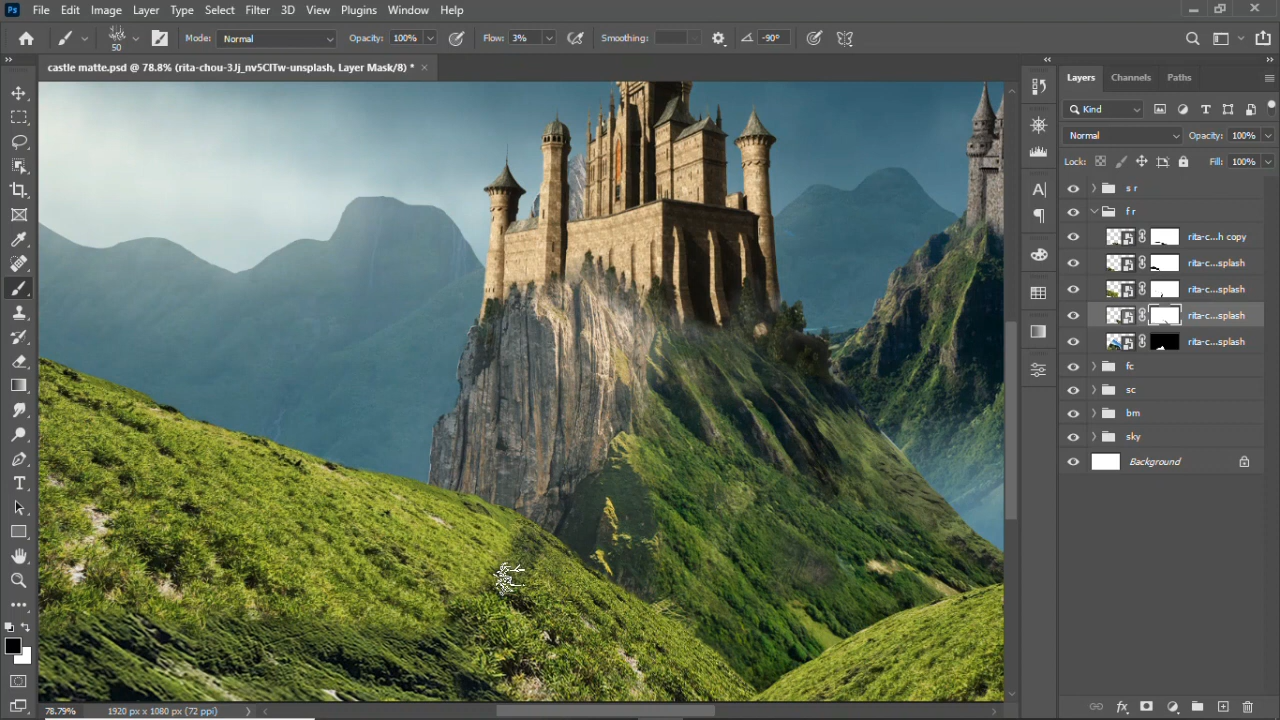 Ps File Edit Image Layer Type Select Filter 3D View Plugins Window Help
50 Mode: Normal Opacity: 100% Flow: 3% Smoothing: -90°
castle matte.psd @ 78.8% (rita-chou-3Jj_nv5CITw-unsplash, Layer Mask/8) *
Layers Channels Paths
Kind
Normal Opacity: 100%
Lock: Fill: 100%
s r
f r
rita-c...h copy
rita-c...splash
rita-c...splash
rita-c...splash
rita-c...splash
fc
sc
bm
sky
Background
78.79% 1920 px x 1080 px (72 ppi)